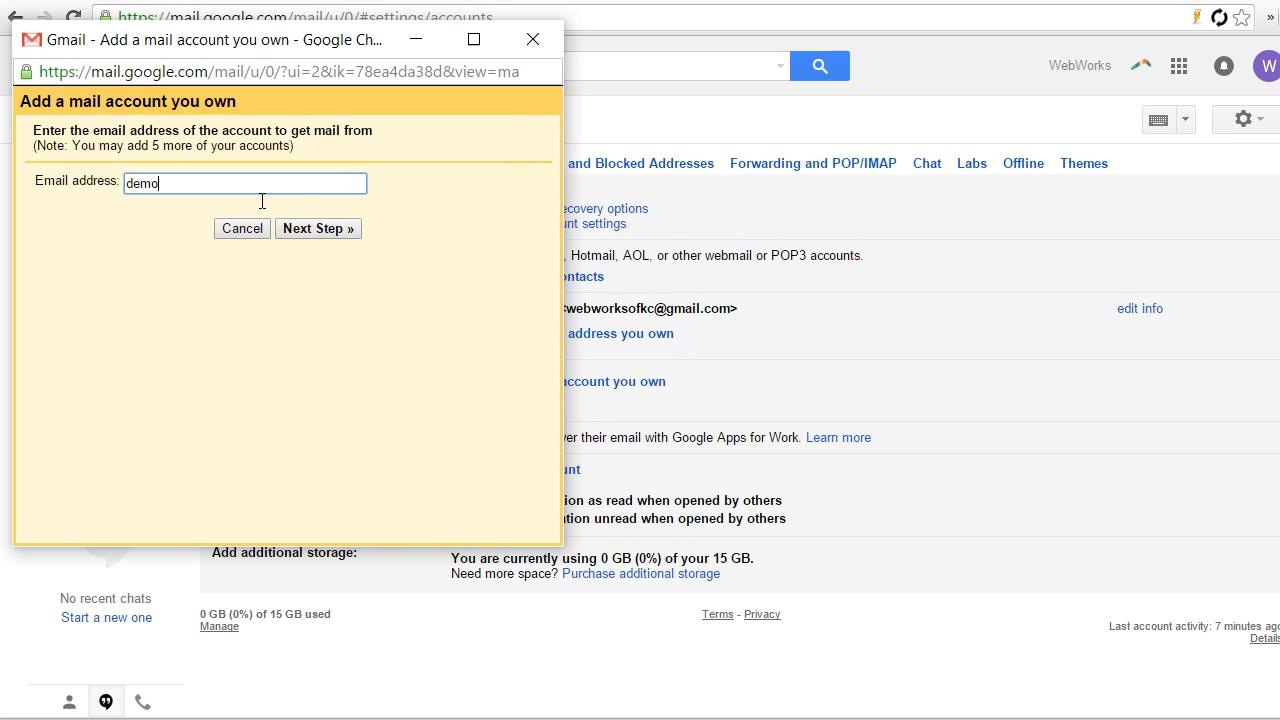 https://mail.google.com/mail/u/0/#settings/accounts
»
Gmail - Add a mail account you own - Google Ch...
https://mail.google.com/mail/u/0/?ui=2&ik=78ea4da38d&view=ma
WebWorks
W
Add a mail account you own
Enter the email address of the account to get mail from
(Note: You may add 5 more of your accounts)
Email address: demo
Cancel Next Step »
and Blocked Addresses Forwarding and POP/IMAP Chat Labs Offline Themes
ecovery options
unt settings
, Hotmail, AOL, or other webmail or POP3 accounts.
ontacts
<webworksofkc@gmail.com> edit info
address you own
account you own
er their email with Google Apps for Work. Learn more
unt
ion as read when opened by others
ation unread when opened by others
Add additional storage: You are currently using 0 GB (0%) of your 15 GB.
Need more space? Purchase additional storage
No recent chats
Start a new one
0 GB (0%) of 15 GB used
Manage
Terms - Privacy
Last account activity: 7 minutes ago
Details